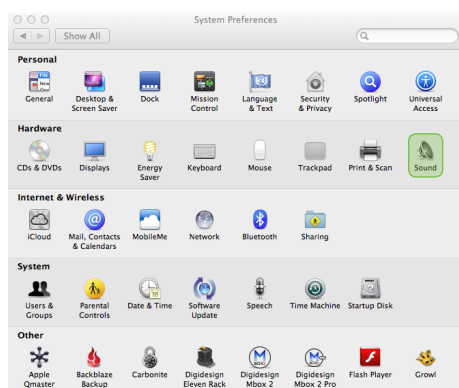 System Preferences
Show All
Personal
General
Desktop &
Screen Saver
Dock
Mission
Control
Language
& Text
Security
& Privacy
Spotlight
Universal
Access
Hardware
CDs & DVDs
Displays
Energy
Saver
Keyboard
Mouse
Trackpad
Print & Scan
Sound
Internet & Wireless
iCloud
Mail, Contacts
& Calendars
MobileMe
Network
Bluetooth
Sharing
System
Users &
Groups
Parental
Controls
Date & Time
Software
Update
Speech
Time Machine
Startup Disk
Other
Apple
Qmaster
Backblaze
Backup
Carbonite
Digidesign
Eleven Rack
Digidesign
Mbox 2
Digidesign
Mbox 2 Pro
Flash Player
Growl